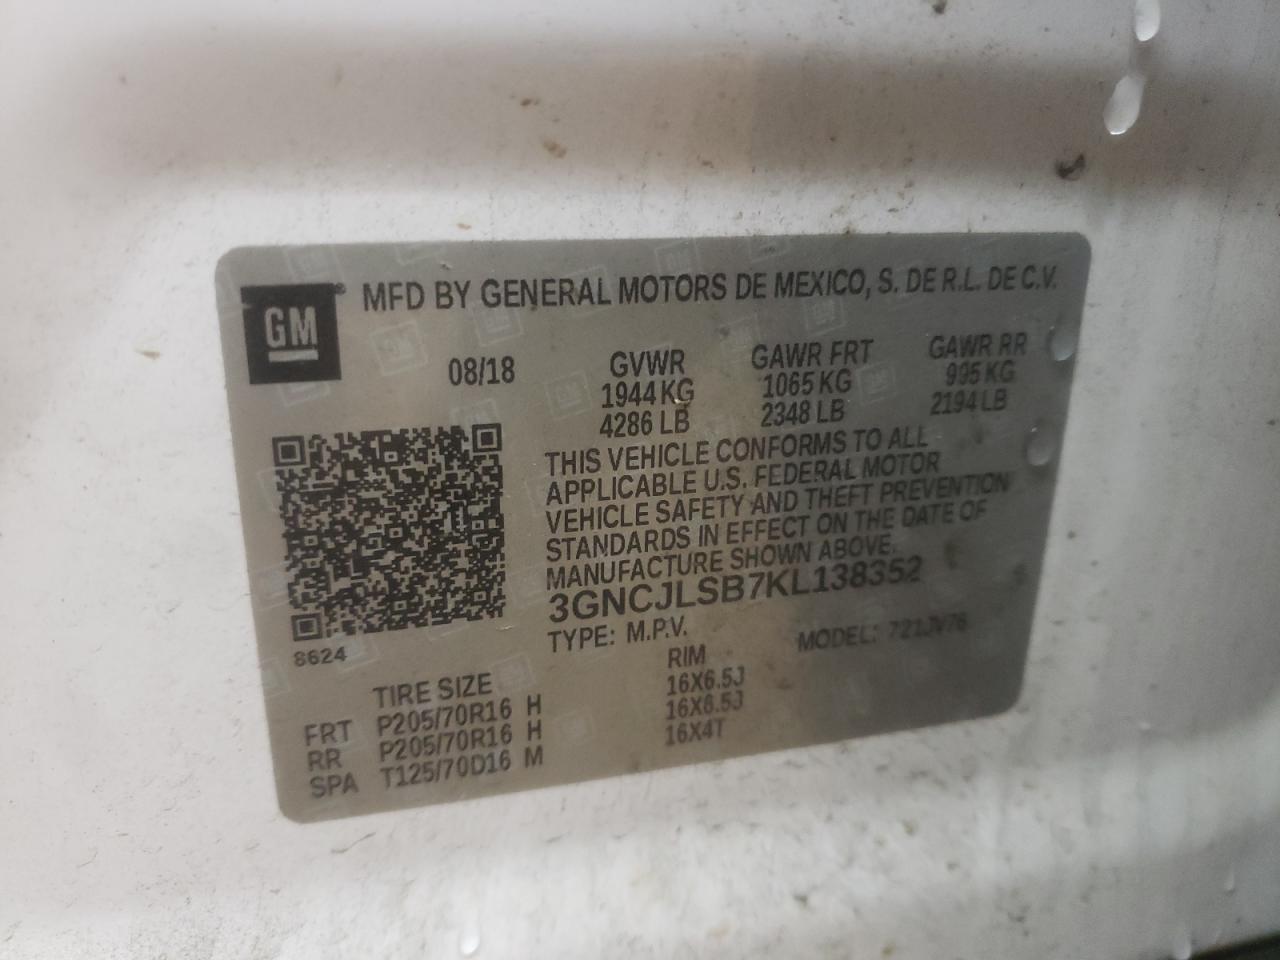 GM® MFD BY GENERAL MOTORS DE MEXICO, S. DE R.L. DE C.V.
08/18 GVWR GAWR FRT GAWR RR
1944 KG 1065 KG 995 KG
4286 LB 2348 LB 2194 LB
THIS VEHICLE CONFORMS TO ALL
APPLICABLE U.S. FEDERAL MOTOR
VEHICLE SAFETY AND THEFT PREVENTION
STANDARDS IN EFFECT ON THE DATE OF
MANUFACTURE SHOWN ABOVE.
3GNCJLSB7KL138352
TYPE: M.P.V. MODEL: 721JV76
8624
TIRE SIZE RIM
FRT P205/70R16 H 16X6.5J
RR P205/70R16 H 16X6.5J
SPA T125/70D16 M 16X4T